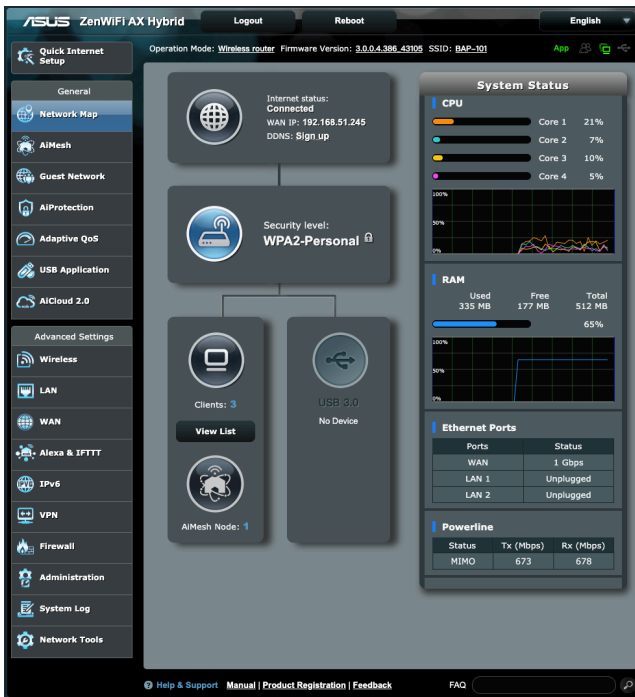 ASUS ZenWiFi AX Hybrid Logout Reboot English
Quick Internet Setup
Operation Mode: Wireless router Firmware Version: 3.0.0.4.386_43105 SSID: BAP-101 App
General
Network Map
AiMesh
Guest Network
AiProtection
Adaptive QoS
USB Application
AiCloud 2.0
Advanced Settings
Wireless
LAN
WAN
Alexa & IFTTT
IPv6
VPN
Firewall
Administration
System Log
Network Tools
Internet status:
Connected
WAN IP: 192.168.51.245
DDNS: Sign up
Security level:
WPA2-Personal
Clients: 3
View List
AiMesh Node: 1
USB 3.0
No Device
System Status
CPU
Core 1 21%
Core 2 7%
Core 3 10%
Core 4 5%
100%
50%
0%
RAM
Used Free Total
335 MB 177 MB 512 MB
65%
100%
50%
0%
Ethernet Ports
Ports Status
WAN 1 Gbps
LAN 1 Unplugged
LAN 2 Unplugged
Powerline
Status Tx (Mbps) Rx (Mbps)
MIMO 673 678
Help & Support Manual | Product Registration | Feedback FAQ